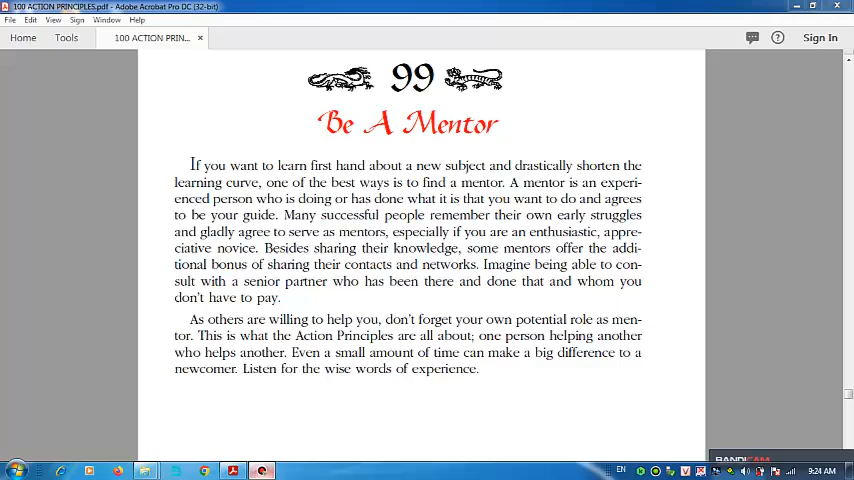 100 ACTION PRINCIPLES.pdf - Adobe Acrobat Pro DC (32-bit)
File Edit View Sign Window Help
Home Tools 100 ACTION PRIN... × Sign In
99
Be A Mentor
If you want to learn first hand about a new subject and drastically shorten the
learning curve, one of the best ways is to find a mentor. A mentor is an experi-
enced person who is doing or has done what it is that you want to do and agrees
to be your guide. Many successful people remember their own early struggles
and gladly agree to serve as mentors, especially if you are an enthusiastic, appre-
ciative novice. Besides sharing their knowledge, some mentors offer the addi-
tional bonus of sharing their contacts and networks. Imagine being able to con-
sult with a senior partner who has been there and done that and whom you
don't have to pay.
As others are willing to help you, don't forget your own potential role as men-
tor. This is what the Action Principles are all about; one person helping another
who helps another. Even a small amount of time can make a big difference to a
newcomer. Listen for the wise words of experience.
BANDICAM
EN 9:24 AM